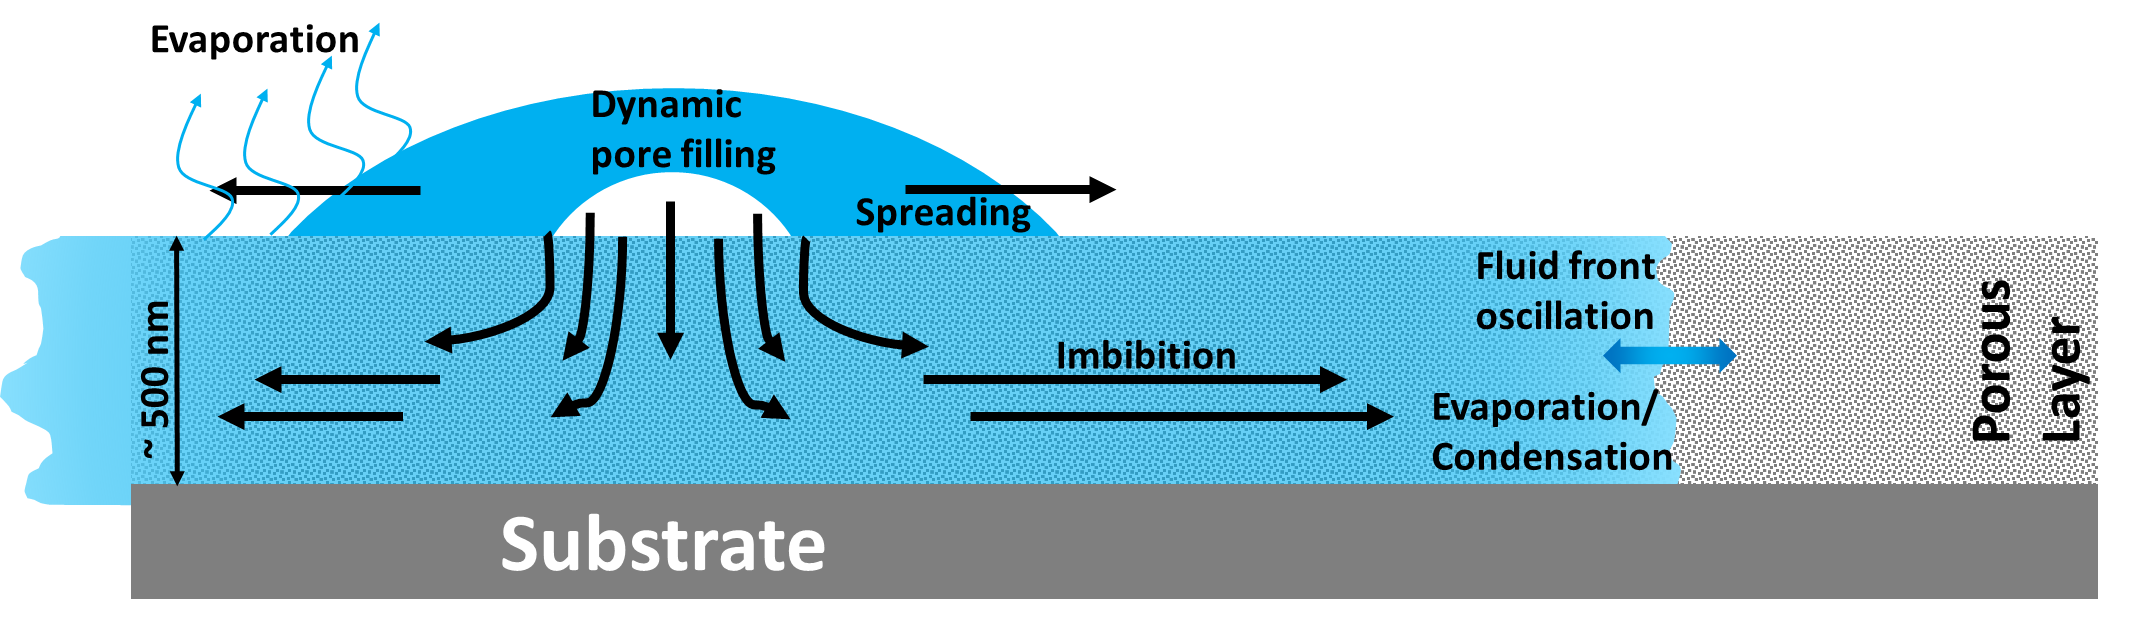 Evaporation
Dynamic
pore filling
Spreading
~ 500 nm
Imbibition
Fluid front
oscillation
Evaporation/
Condensation
Porous
Layer
Substrate